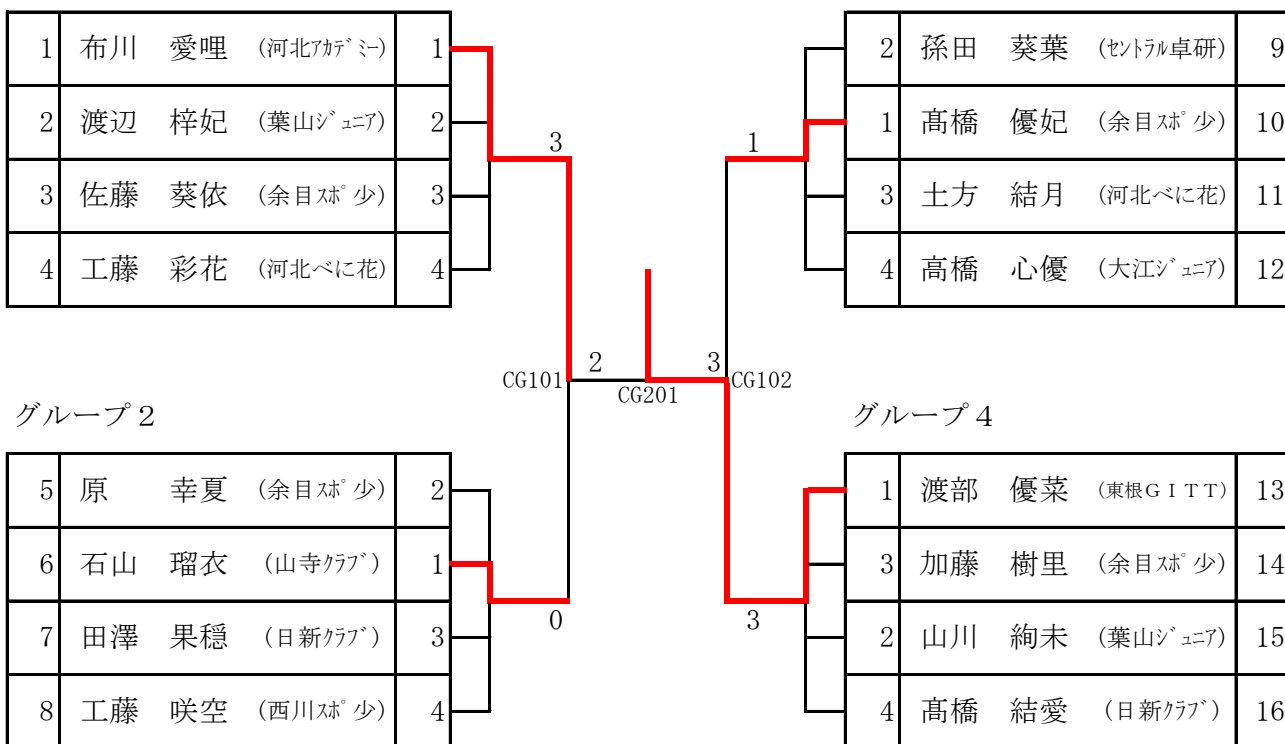 1 布川 愛哩 (河北ｱｶﾃﾞﾐｰ) 1
2 渡辺 梓妃 (葉山ｼﾞｭﾆｱ) 2
3 佐藤 葵依 (余目ｽﾎﾟ少) 3
4 工藤 彩花 (河北べに花) 4
3
2 孫田 葵葉 (ｾﾝﾄﾗﾙ卓研) 9
1 髙橋 優妃 (余目ｽﾎﾟ少) 10
3 土方 結月 (河北べに花) 11
4 高橋 心優 (大江ｼﾞｭﾆｱ) 12
1
CG101 2 CG201 3 CG102
グループ２
5 原 幸夏 (余目ｽﾎﾟ少) 2
6 石山 瑠衣 (山寺ｸﾗﾌﾞ) 1
7 田澤 果穏 (日新ｸﾗﾌﾞ) 3
8 工藤 咲空 (西川ｽﾎﾟ少) 4
0
グループ４
1 渡部 優菜 (東根ＧＩＴＴ) 13
3 加藤 樹里 (余目ｽﾎﾟ少) 14
2 山川 絢未 (葉山ｼﾞｭﾆｱ) 15
4 髙橋 結愛 (日新ｸﾗﾌﾞ) 16
3